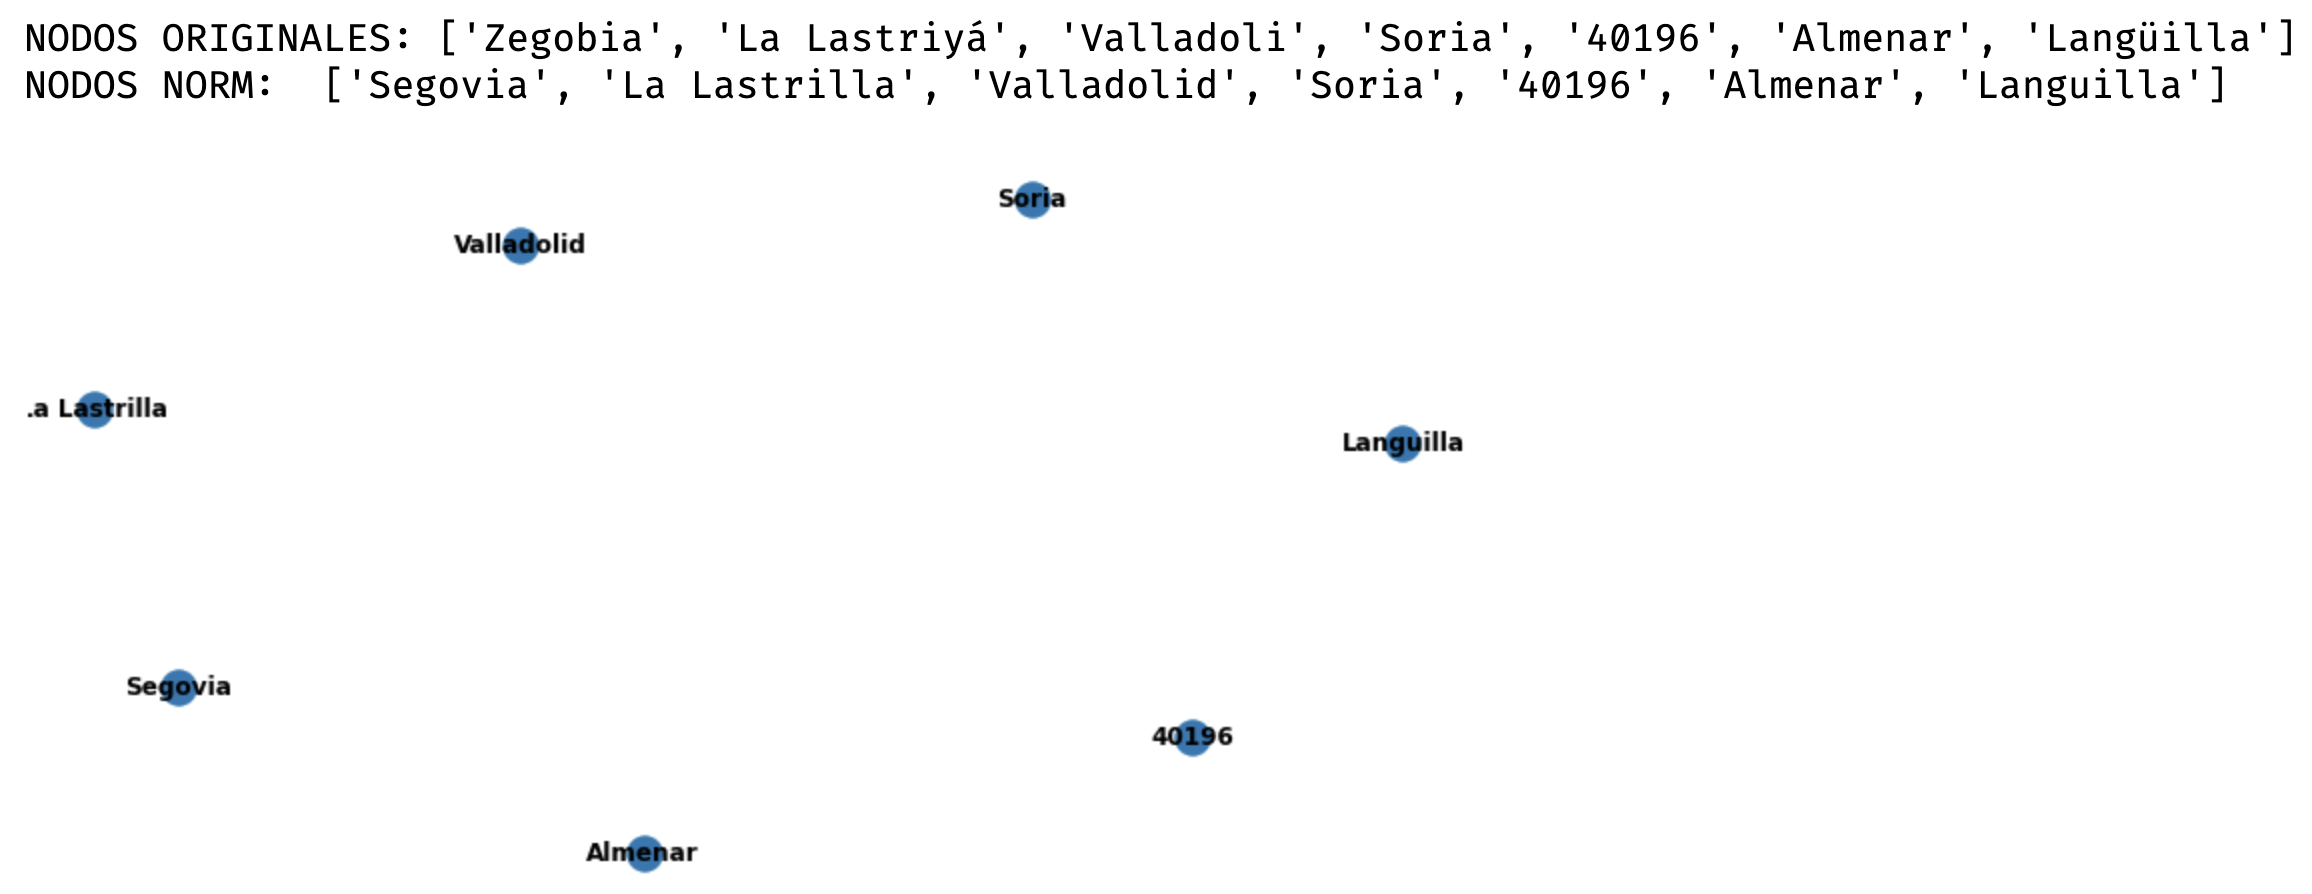 NODOS ORIGINALES: ['Zegobia', 'La Lastriyá', 'Valladoli', 'Soria', '40196', 'Almenar', 'Langüilla']
NODOS NORM:  ['Segovia', 'La Lastrilla', 'Valladolid', 'Soria', '40196', 'Almenar', 'Languilla']
Soria
Valladolid
.a Lastrilla
Languilla
Segovia
40196
Almenar